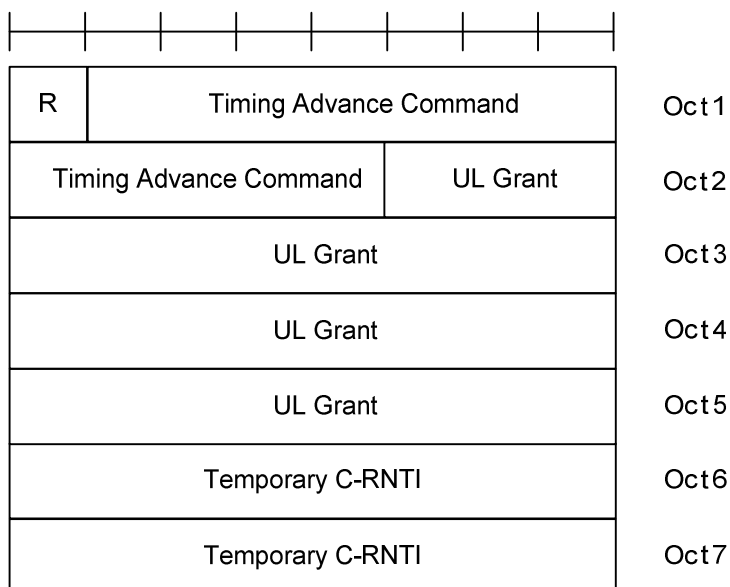 R Timing Advance Command Oct1
Timing Advance Command UL Grant Oct2
UL Grant Oct3
UL Grant Oct4
UL Grant Oct5
Temporary C-RNTI Oct6
Temporary C-RNTI Oct7